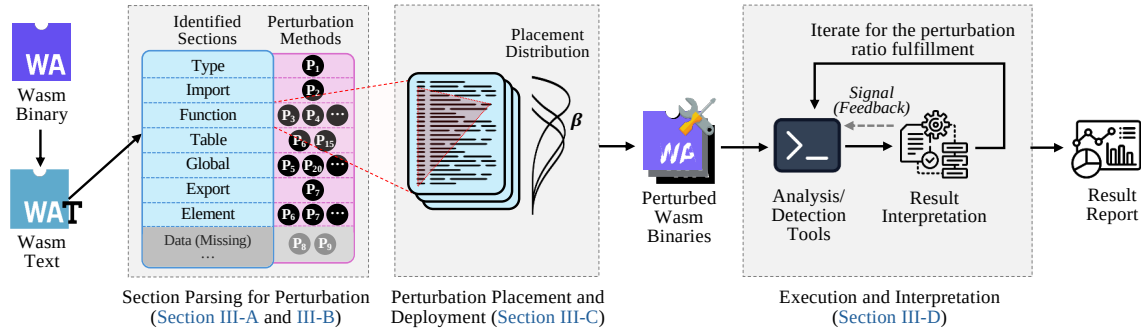 WA
Wasm
Binary
WAT
Wasm
Text
Identified
Sections
Perturbation
Methods
Type
P1
Import
P2
Function
P3 P4 ...
Table
P6 P15
Global
P5 P20 ...
Export
P7
Element
P6 P7 ...
Data (Missing)
...
P8 P9
Section Parsing for Perturbation
(Section III-A and III-B)
Placement
Distribution
β
Perturbation Placement and
Deployment (Section III-C)
Perturbed
Wasm
Binaries
Iterate for the perturbation
ratio fulfillment
Signal
(Feedback)
Analysis/
Detection
Tools
Result
Interpretation
Execution and Interpretation
(Section III-D)
Result
Report